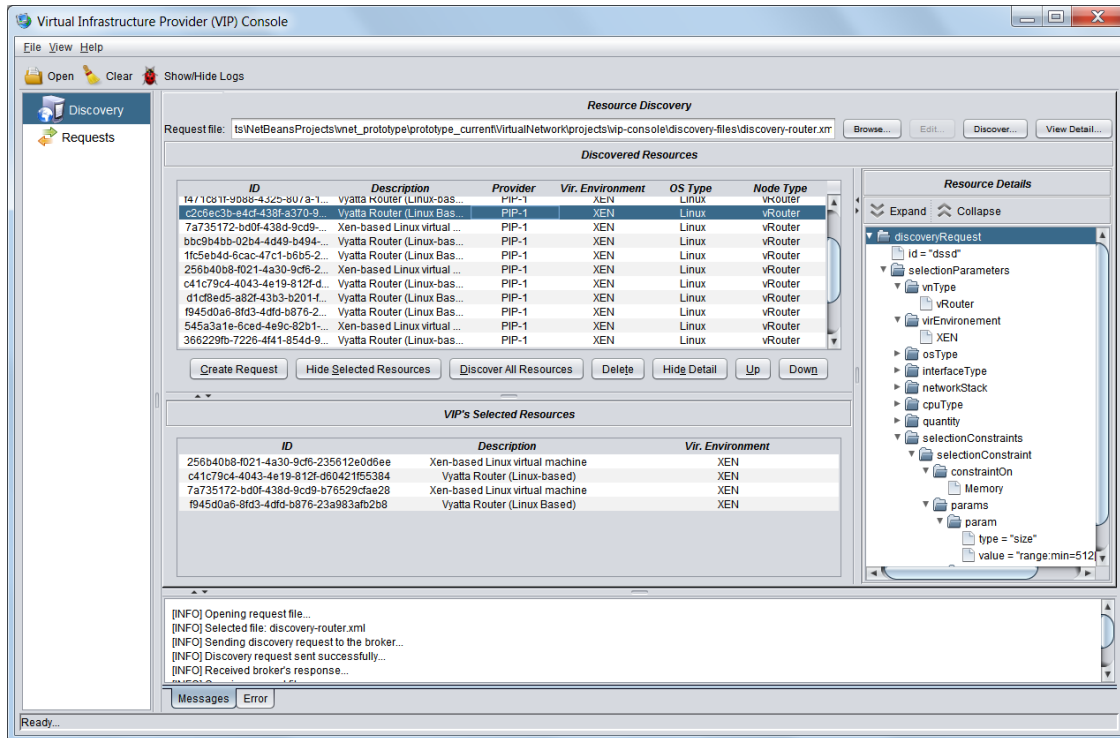 Virtual Infrastructure Provider (VIP) Console
File View Help
Open Clear Show/Hide Logs
Discovery
Requests
Resource Discovery
Request file: ts\NetBeansProjects\vnet_prototype\prototype_current\VirtualNetwork\projects\vip-console\discovery-files\discovery-router.xm Browse... Edit... Discover... View Detail...
Discovered Resources
ID Description Provider Vir. Environment OS Type Node Type
f471c81f-9b88-4325-807a-1... Vyatta Router (Linux-Bas... PIP-1 XEN Linux vRouter
c2c6ec3b-e4cf-438f-a370-9... Vyatta Router (Linux-Bas... PIP-1 XEN Linux vRouter
7a735172-bd0f-438d-9cd9-... Xen-based Linux virtual ... PIP-1 XEN Linux vRouter
bbc9b4bb-02b4-4d49-b494-... Vyatta Router (Linux-bas... PIP-1 XEN Linux vRouter
1fc5eb4d-6cac-47c1-b6b5-2... Vyatta Router (Linux Bas... PIP-1 XEN Linux vRouter
256b40b8-f021-4a30-9cf6-2... Xen-based Linux virtual ... PIP-1 XEN Linux vRouter
c41c79c4-4043-4e19-812f-d... Vyatta Router (Linux-bas... PIP-1 XEN Linux vRouter
d1cf8ed5-a82f-43b3-b201-f... Vyatta Router (Linux Bas... PIP-1 XEN Linux vRouter
f945d0a6-8fd3-4dfd-b876-2... Vyatta Router (Linux Bas... PIP-1 XEN Linux vRouter
545a3a1e-6ced-4e9c-82b1-... Xen-based Linux virtual ... PIP-1 XEN Linux vRouter
366229fb-7226-4f41-854d-9... Vyatta Router (Linux-bas... PIP-1 XEN Linux vRouter
Create Request Hide Selected Resources Discover All Resources Delete Hide Detail Up Down
VIP's Selected Resources
ID Description Vir. Environment
256b40b8-f021-4a30-9cf6-235612e0d6ee Xen-based Linux virtual machine XEN
c41c79c4-4043-4e19-812f-d60421f55384 Vyatta Router (Linux-based) XEN
7a735172-bd0f-438d-9cd9-b76529cfae28 Xen-based Linux virtual machine XEN
f945d0a6-8fd3-4dfd-b876-23a983afb2b8 Vyatta Router (Linux Based) XEN
Resource Details
Expand Collapse
discoveryRequest
id = "dssd"
selectionParameters
vnType
vRouter
virEnvironement
XEN
osType
interfaceType
networkStack
cpuType
quantity
selectionConstraints
selectionConstraint
constraintOn
Memory
params
param
type = "size"
value = "range:min=512
[INFO] Opening request file...
[INFO] Selected file: discovery-router.xml
[INFO] Sending discovery request to the broker...
[INFO] Discovery request sent successfully...
[INFO] Received broker's response...
Messages Error
Ready...